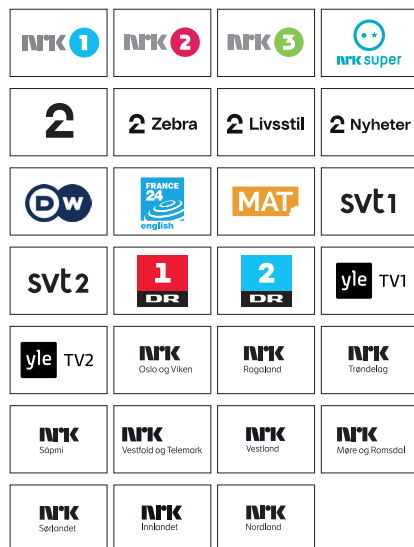 nrk 1
nrk 2
nrk 3
nrk super
2
2 Zebra
2 Livsstil
2 Nyheter
DW
FRANCE
24
english
MAT
svt1
svt2
1
DR
2
DR
yle TV1
yle TV2
nrk
Oslo og Viken
nrk
Rogaland
nrk
Trøndelag
nrk
Sápmi
nrk
Vestfold og Telemark
nrk
Vestland
nrk
Møre og Romsdal
nrk
Sørlandet
nrk
Innlandet
nrk
Nordland